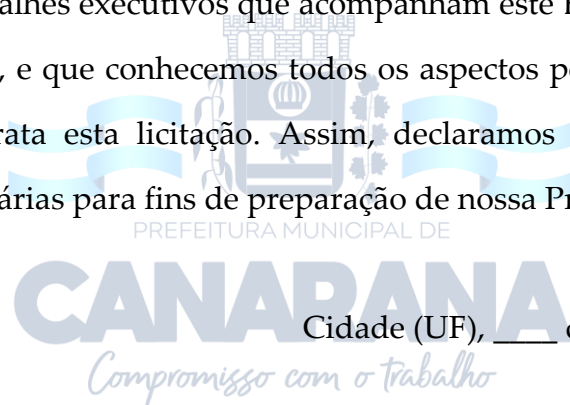 alhes executivos que acompanham este
, e que conhecemos todos os aspectos
rata esta licitação. Assim, declaramos
árias para fins de preparação de nossa
PREFEITURA MUNICIPAL DE
CANARANA
Cidade (UF), ____
Compromisso com o trabalho